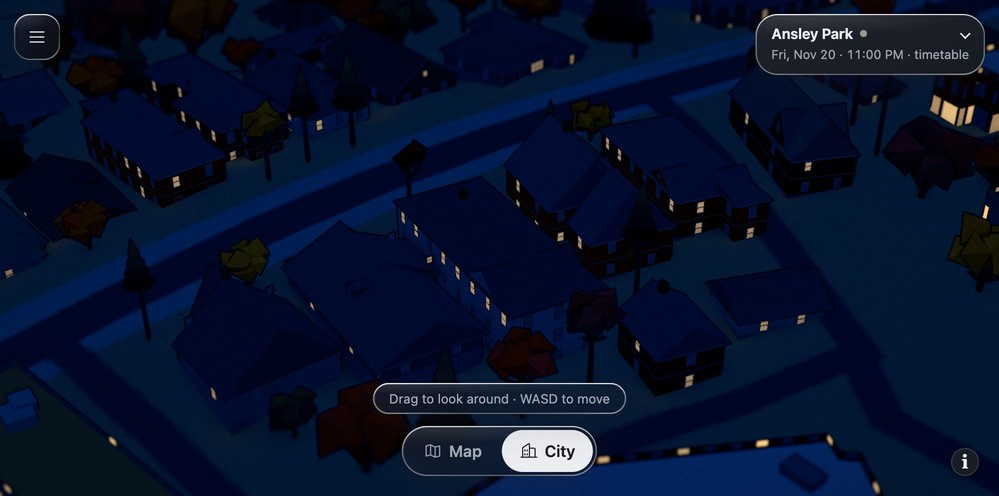 Ansley Park
Fri, Nov 20 · 11:00 PM · timetable
Drag to look around · WASD to move
Map
City
i